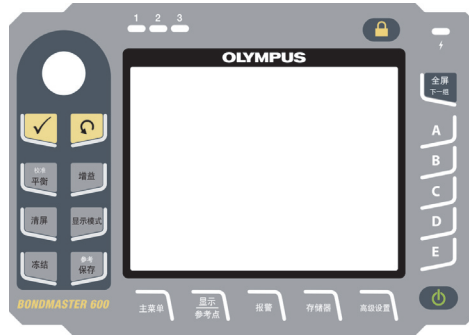 1 2 3
OLYMPUS
全屏
下一组
A
B
C
D
E
校准
平衡
增益
清屏
显示模式
冻结
参考
保存
BONDMASTER 600
主菜单
显示
参考点
报警
存储器
高级设置